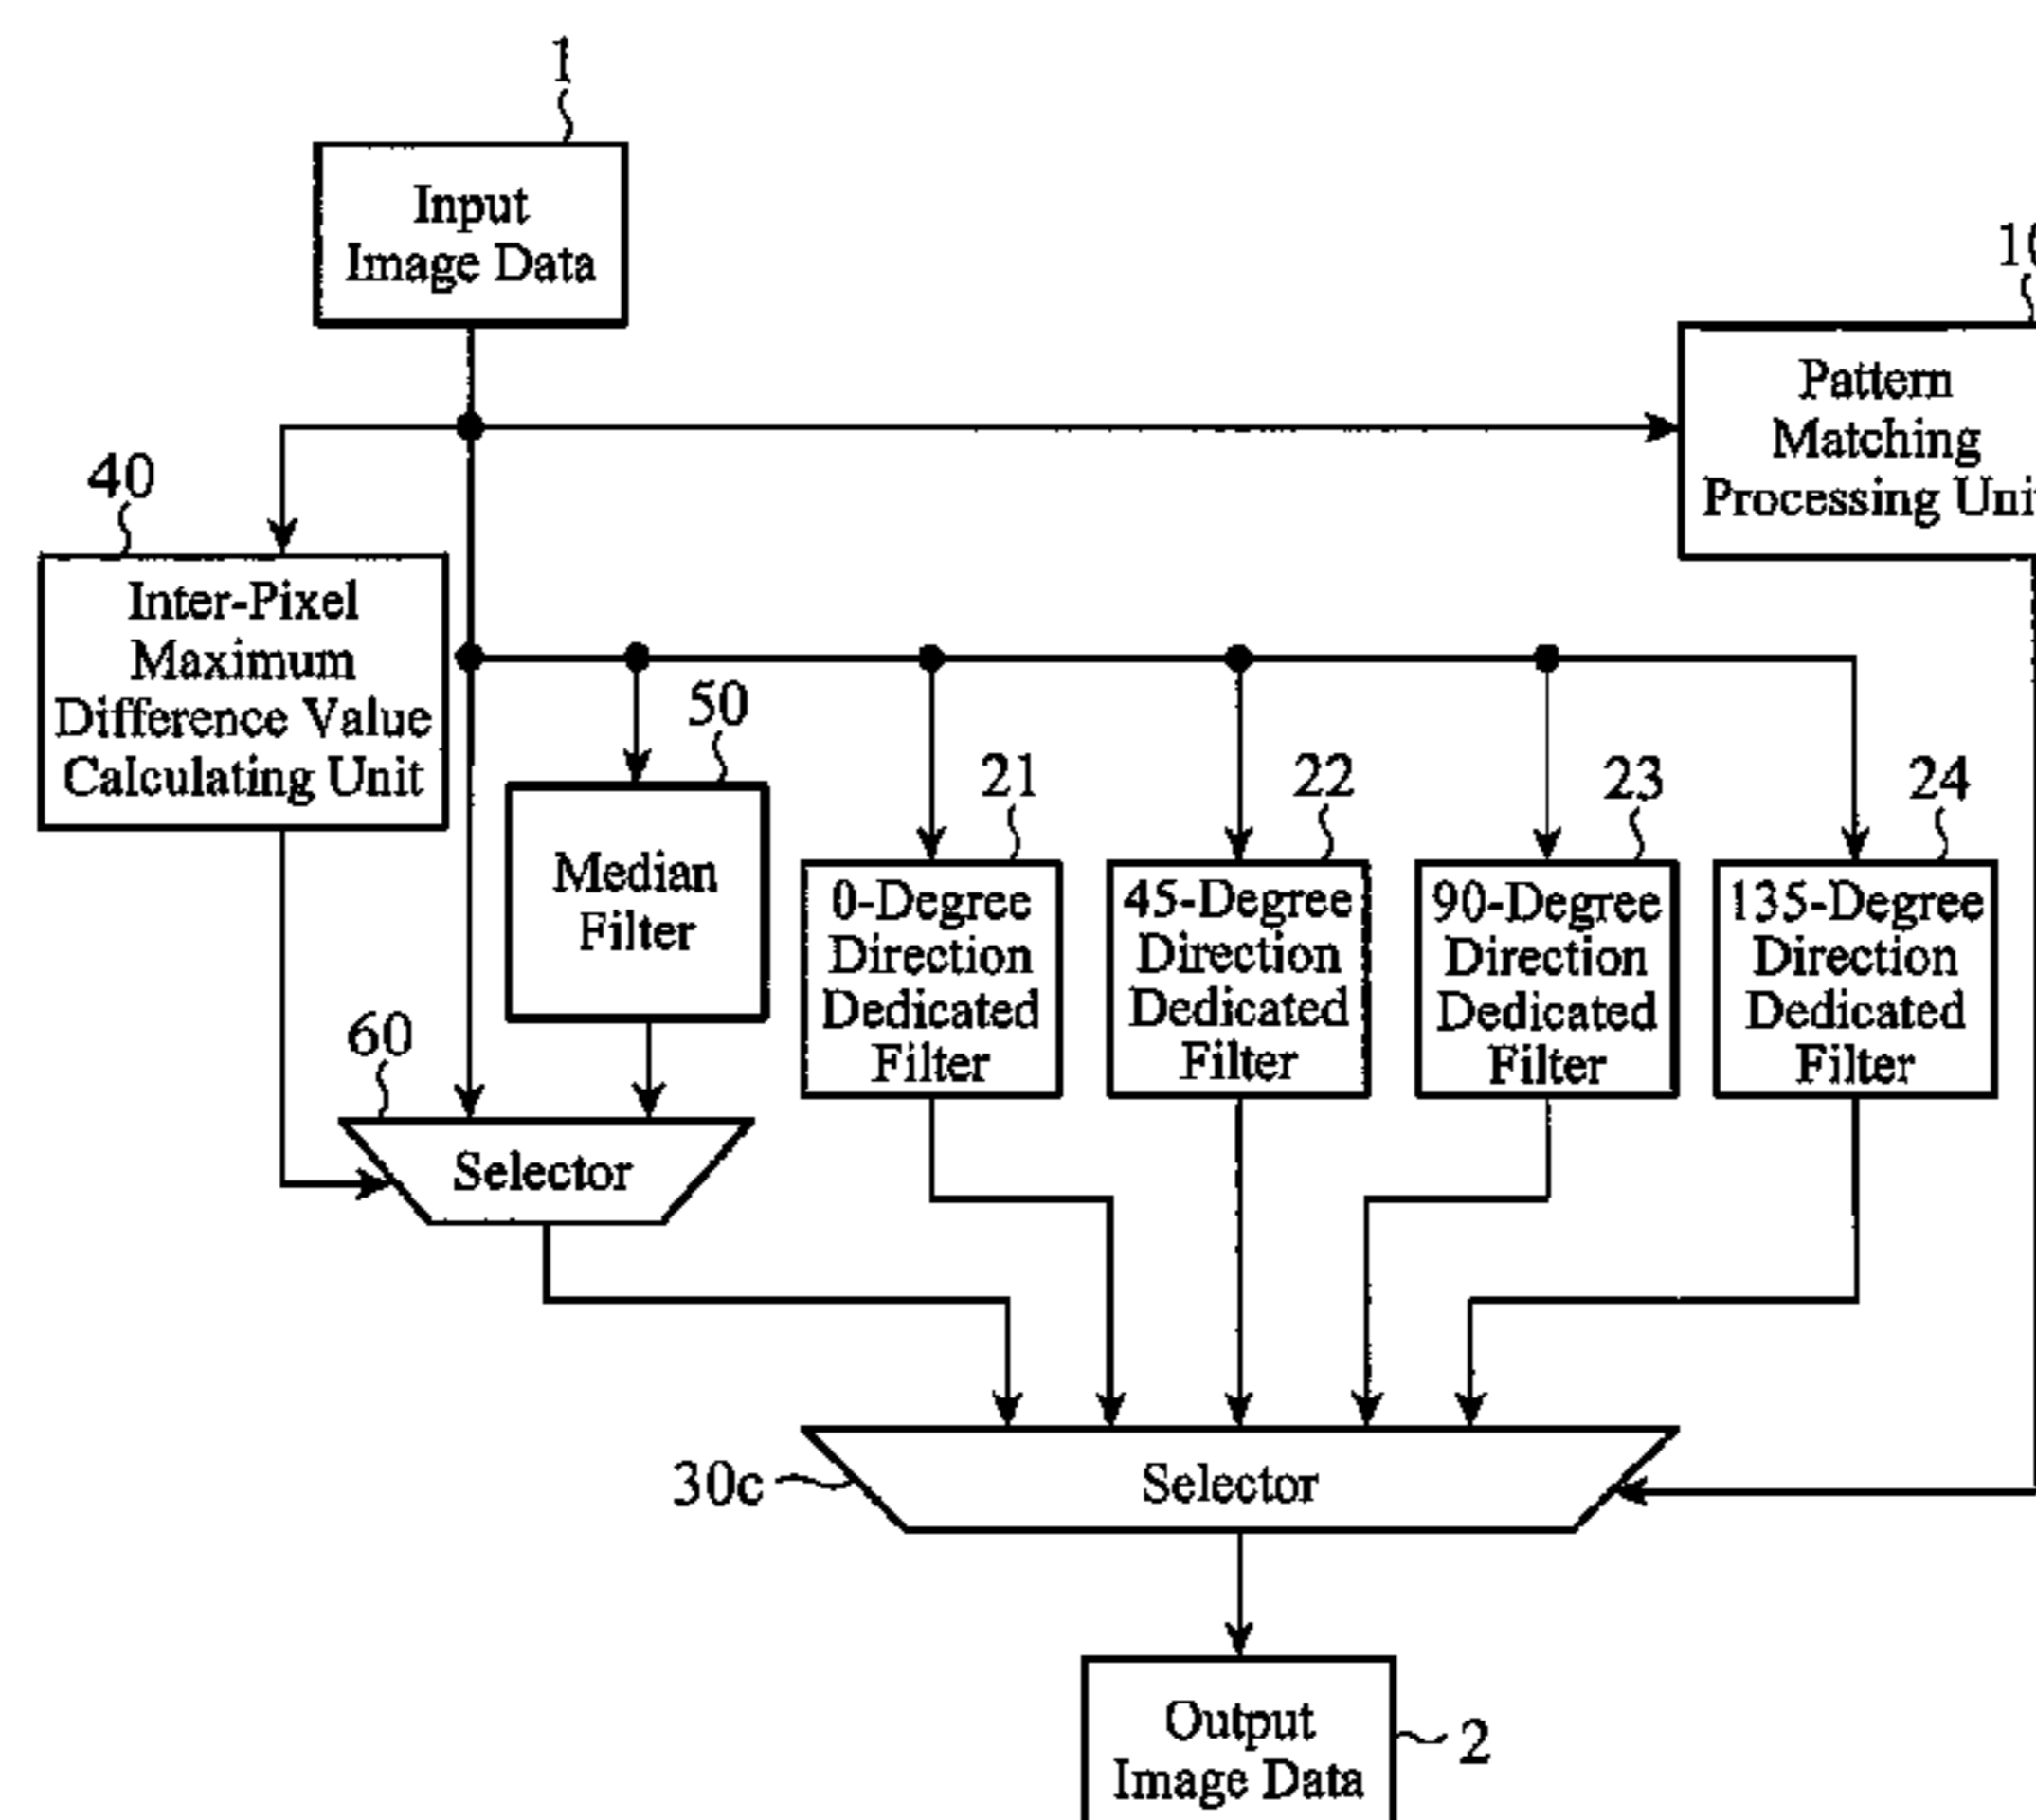 1
Input
Image Data
Pattern
Matching
Processing
40
Inter-Pixel
Maximum
Difference Value
Calculating Unit
50
Median
Filter
21
0-Degree
Direction
Dedicated
Filter
22
45-Degree
Direction
Dedicated
Filter
23
90-Degree
Direction
Dedicated
Filter
24
135-Degree
Direction
Dedicated
Filter
60
Selector
30c
Selector
Output
Image Data
2